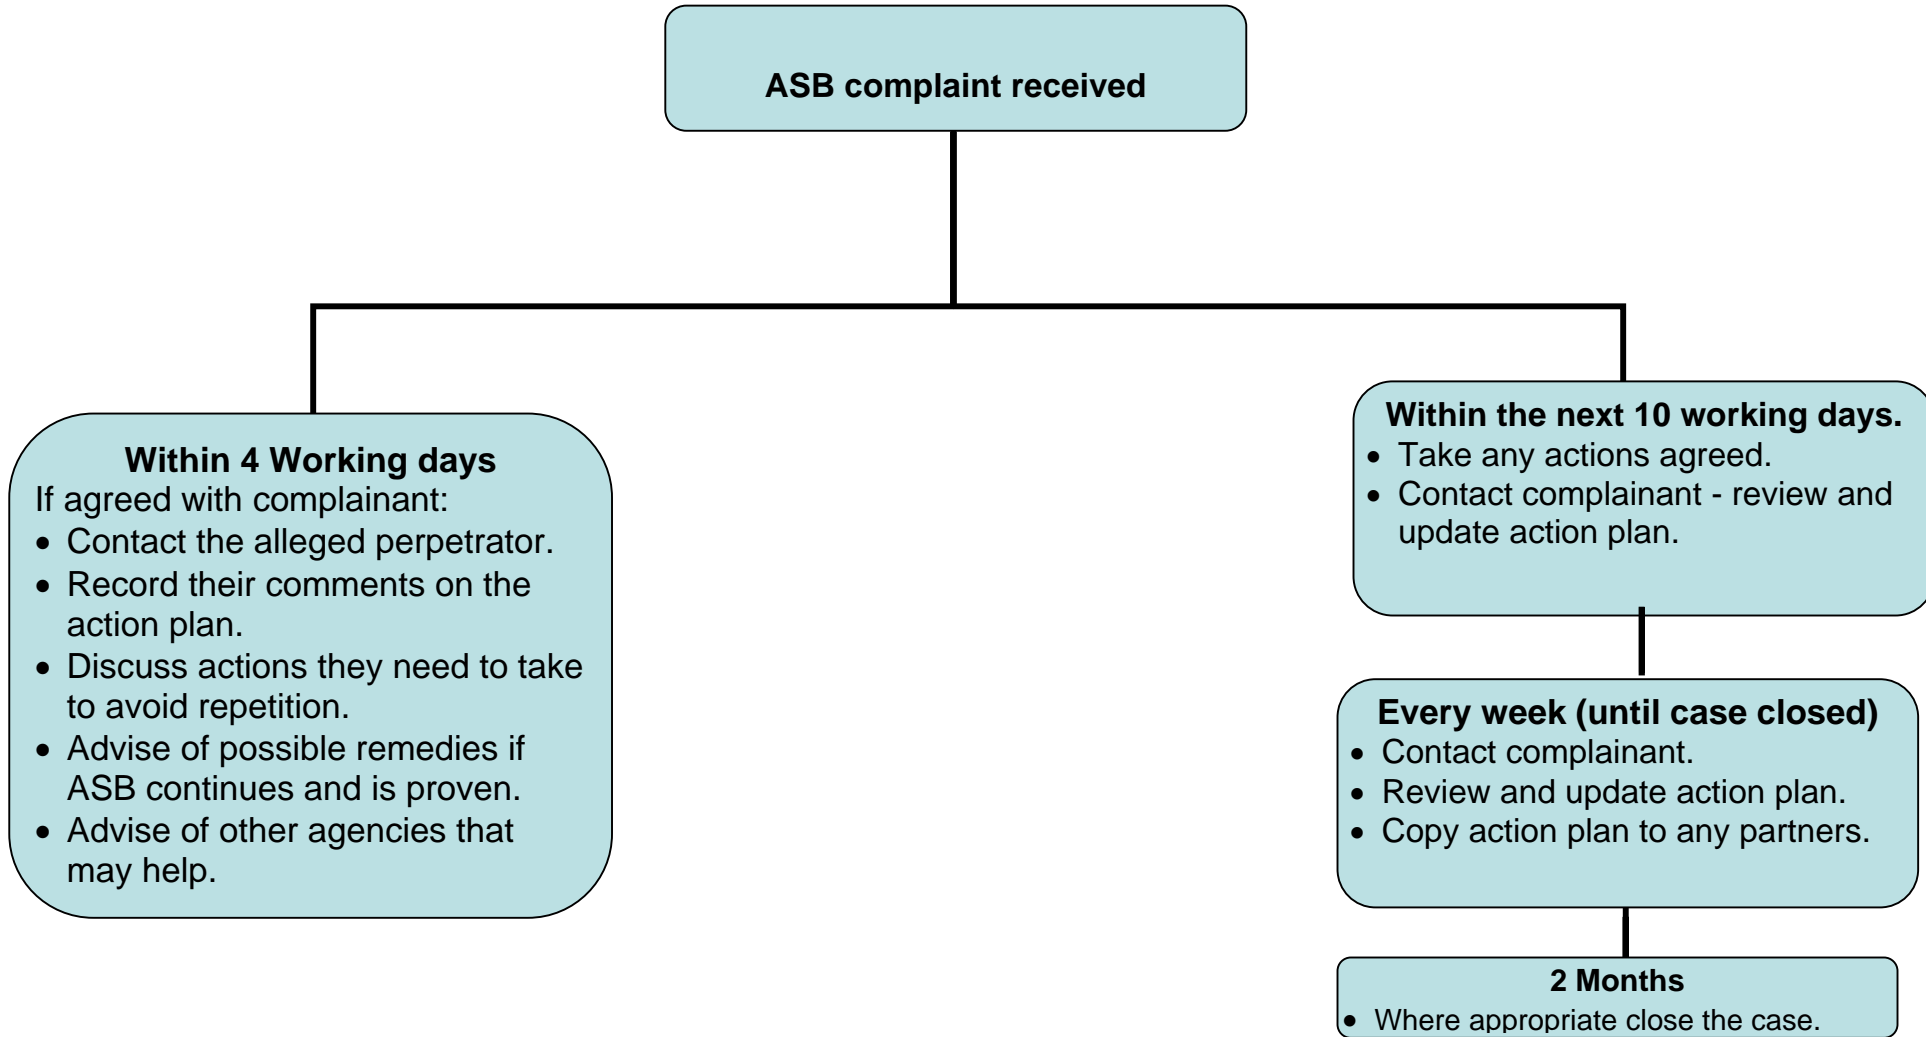 ASB complaint received
Within 4 Working days
If agreed with complainant:
• Contact the alleged perpetrator.
• Record their comments on the
action plan.
• Discuss actions they need to take
to avoid repetition.
• Advise of possible remedies if
ASB continues and is proven.
• Advise of other agencies that
may help.
Within the next 10 working days.
• Take any actions agreed.
• Contact complainant - review and
update action plan.
Every week (until case closed)
• Contact complainant.
• Review and update action plan.
• Copy action plan to any partners.
2 Months
• Where appropriate close the case.